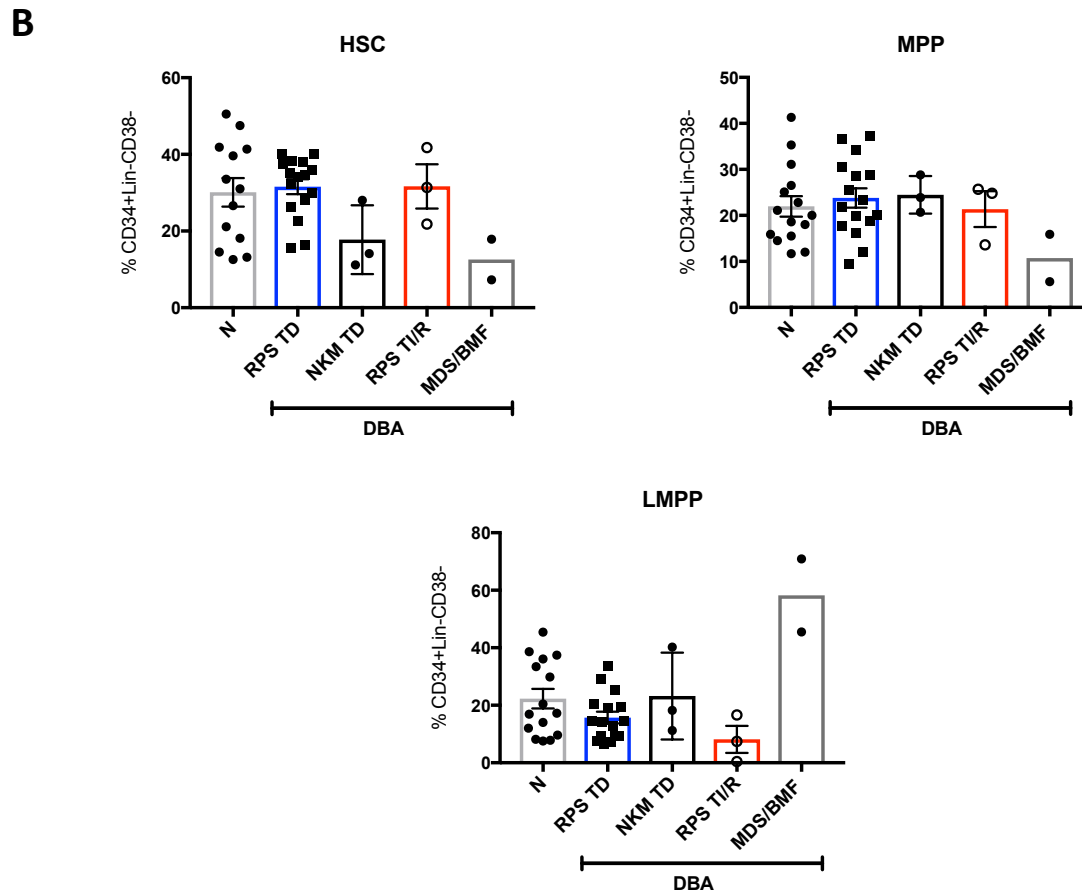 B
HSC
% CD34+Lin-CD38-
60
40
20
0
N
RPS TD
NKM TD
RPS TI/R
MDS/BMF
DBA
MPP
% CD34+Lin-CD38-
50
40
30
20
10
0
N
RPS TD
NKM TD
RPS TI/R
MDS/BMF
DBA
LMPP
% CD34+Lin-CD38-
80
60
40
20
0
N
RPS TD
NKM TD
RPS TI/R
MDS/BMF
DBA